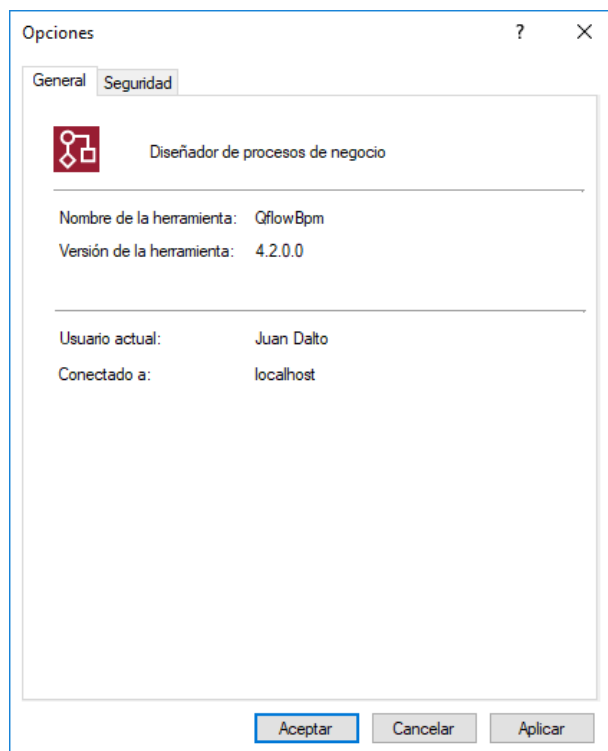 Opciones
General Seguridad
Diseñador de procesos de negocio
Nombre de la herramienta: QflowBpm
Versión de la herramienta: 4.2.0.0
Usuario actual: Juan Dalto
Conectado a: localhost
Aceptar Cancelar Aplicar